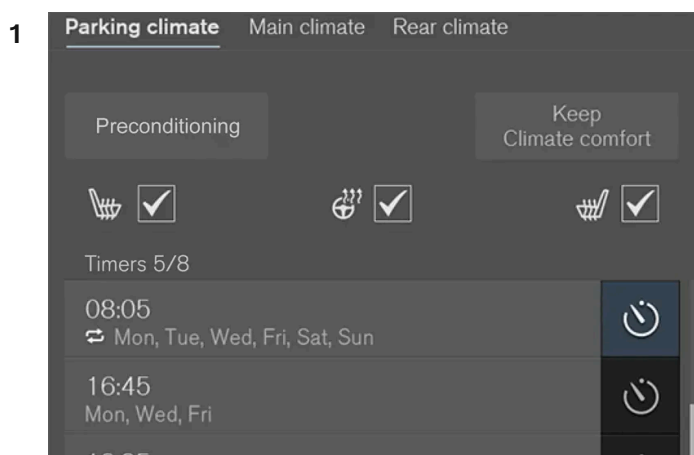 1
Parking climate Main climate Rear climate
Preconditioning
Keep
Climate comfort
Timers 5/8
08:05
Mon, Tue, Wed, Fri, Sat, Sun
16:45
Mon, Wed, Fri